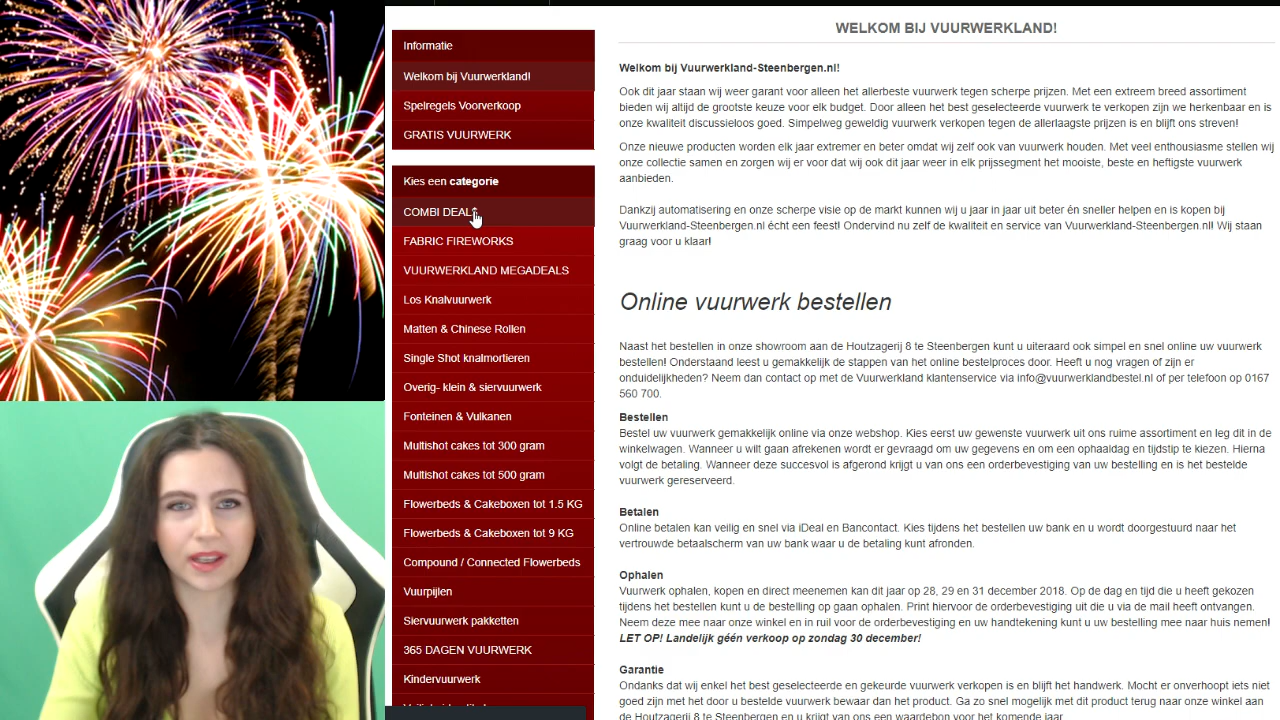 Informatie
Welkom bij Vuurwerkland!
Spelregels Voorverkoop
GRATIS VUURWERK
Kies een categorie
COMBI DEALS
FABRIC FIREWORKS
VUURWERKLAND MEGADEALS
Los Knalvuurwerk
Matten & Chinese Rollen
Single Shot knalmortieren
Overig- klein & siervuurwerk
Fonteinen & Vulkanen
Multishot cakes tot 300 gram
Multishot cakes tot 500 gram
Flowerbeds & Cakeboxen tot 1.5 KG
Flowerbeds & Cakeboxen tot 9 KG
Compound / Connected Flowerbeds
Vuurpijlen
Siervuurwerk pakketten
365 DAGEN VUURWERK
Kindervuurwerk
WELKOM BIJ VUURWERKLAND!
Welkom bij Vuurwerkland-Steenbergen.nl!
Ook dit jaar staan wij weer garant voor alleen het allerbeste vuurwerk tegen scherpe prijzen. Met een extreem breed assortiment
bieden wij altijd de grootste keuze voor elk budget. Door alleen het best geselecteerde vuurwerk te verkopen zijn we herkenbaar en is
onze kwaliteit discussieloos goed. Simpelweg geweldig vuurwerk verkopen tegen de allerlaagste prijzen is en blijft ons streven!
Onze nieuwe producten worden elk jaar extremer en beter omdat wij zelf ook van vuurwerk houden. Met veel enthousiasme stellen wij
onze collectie samen en zorgen wij er voor dat wij ook dit jaar weer in elk prijssegment het mooiste, beste en heftigste vuurwerk
aanbieden.
Dankzij automatisering en onze scherpe visie op de markt kunnen wij u jaar in jaar uit beter én sneller helpen en is kopen bij
Vuurwerkland-Steenbergen.nl écht een feest! Ondervind nu zelf de kwaliteit en service van Vuurwerkland-Steenbergen.nl! Wij staan
graag voor u klaar!
Online vuurwerk bestellen
Naast het bestellen in onze showroom aan de Houtzagerij 8 te Steenbergen kunt u uiteraard ook simpel en snel online uw vuurwerk
bestellen! Onderstaand leest u gemakkelijk de stappen van het online bestelproces door. Heeft u nog vragen of zijn er
onduidelijkheden? Neem dan contact op met de Vuurwerkland klantenservice via info@vuurwerklandbestel.nl of per telefoon op 0167
560 700.
Bestellen
Bestel uw vuurwerk gemakkelijk online via onze webshop. Kies eerst uw gewenste vuurwerk uit ons ruime assortiment en leg dit in de
winkelwagen. Wanneer u wilt gaan afrekenen wordt er gevraagd om uw gegevens en om een ophaaldag en tijdstip te kiezen. Hierna
volgt de betaling. Wanneer deze succesvol is afgerond krijgt u van ons een orderbevestiging van uw bestelling en is het bestelde
vuurwerk gereserveerd.
Betalen
Online betalen kan veilig en snel via iDeal en Bancontact. Kies tijdens het bestellen uw bank en u wordt doorgestuurd naar het
vertrouwde betaalscherm van uw bank waar u de betaling kunt afronden.
Ophalen
Vuurwerk ophalen, kopen en direct meenemen kan dit jaar op 28, 29 en 31 december 2018. Op de dag en tijd die u heeft gekozen
tijdens het bestellen kunt u de bestelling op gaan ophalen. Print hiervoor de orderbevestiging uit die u via de mail heeft ontvangen.
Neem deze mee naar onze winkel en in ruil voor de orderbevestiging en uw handtekening kunt u uw bestelling mee naar huis nemen!
LET OP! Landelijk géén verkoop op zondag 30 december!
Garantie
Ondanks dat wij enkel het best geselecteerde en gekeurde vuurwerk verkopen is en blijft het handwerk. Mocht er onverhoopt iets niet
goed zijn met het door u bestelde vuurwerk bewaar dan het product. Ga zo snel mogelijk met dit product terug naar onze winkel aan
de Houtzagerij 8 te Steenbergen en u krijgt van ons een waardebon voor het komende jaar